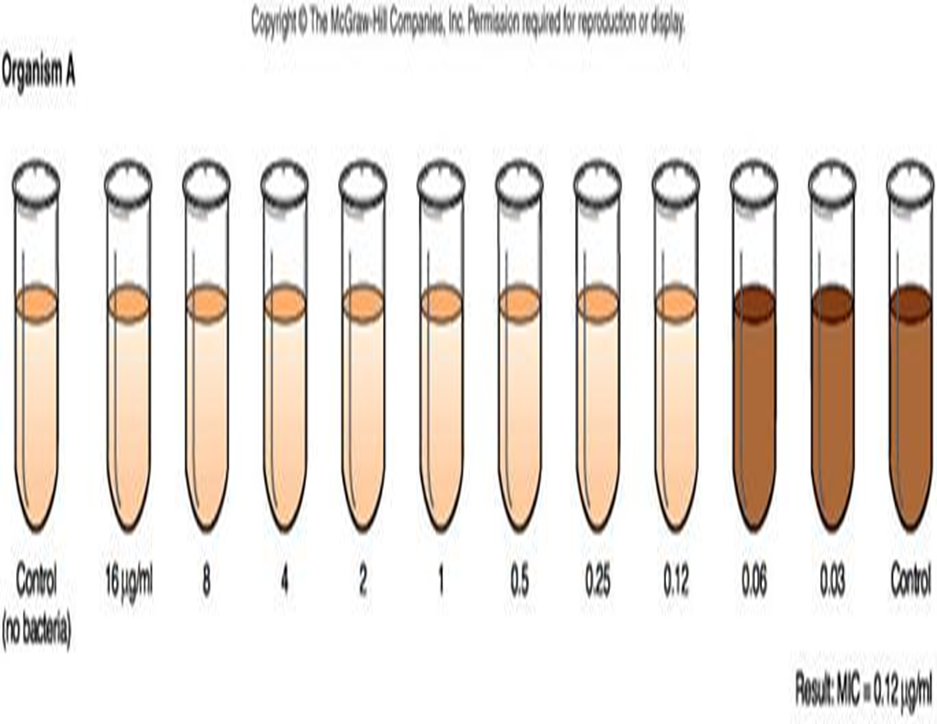 Copyright © The McGraw-Hill Companies, Inc. Permission required for reproduction or display.
Organism A
Control 16 µg/ml 8 4 2 1 0.5 0.25 0.12 0.06 0.03 Control
(no bacteria)
Result: MIC = 0.12 µg/ml